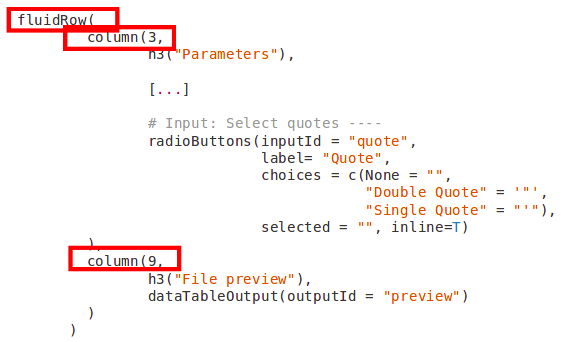 fluidRow(
column(3,
h3("Parameters"),
[...]
# Input: Select quotes ----
radioButtons(inputId = "quote",
label= "Quote",
choices = c(None = "",
"Double Quote" = '"',
"Single Quote" = "'"),
selected = "", inline=T)
),
column(9,
h3("File preview"),
dataTableOutput(outputId = "preview")
)
)